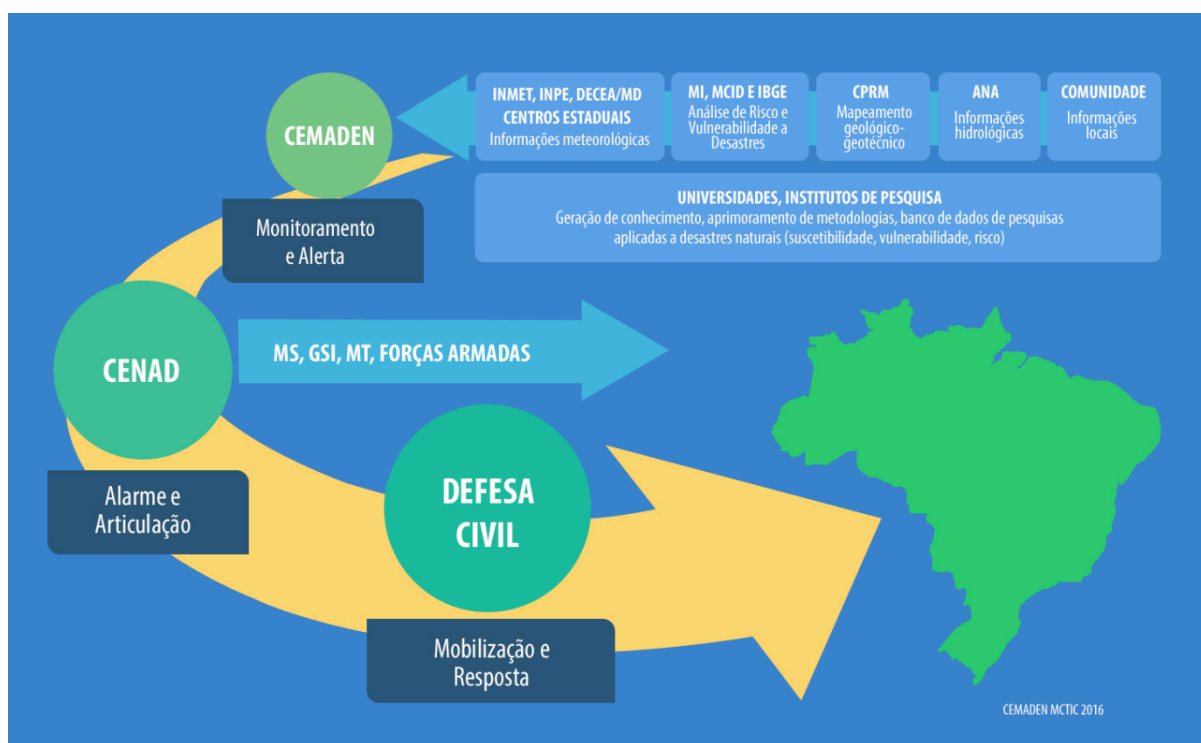 CEMADEN
INMET, INPE, DECEA/MD
CENTROS ESTADUAIS
Informações meteorológicas
MI, MCID E IBGE
Análise de Risco e
Vulnerabilidade a
Desastres
CPRM
Mapeamento
geológico-
geotécnico
ANA
Informações
hidrológicas
COMUNIDADE
Informações
locais
UNIVERSIDADES, INSTITUTOS DE PESQUISA
Geração de conhecimento, aprimoramento de metodologias, banco de dados de pesquisas
aplicadas a desastres naturais (suscetibilidade, vulnerabilidade, risco)
Monitoramento
e Alerta
CENAD
MS, GSI, MT, FORÇAS ARMADAS
Alarme e
Articulação
DEFESA
CIVIL
Mobilização e
Resposta
CEMADEN MCTIC 2016